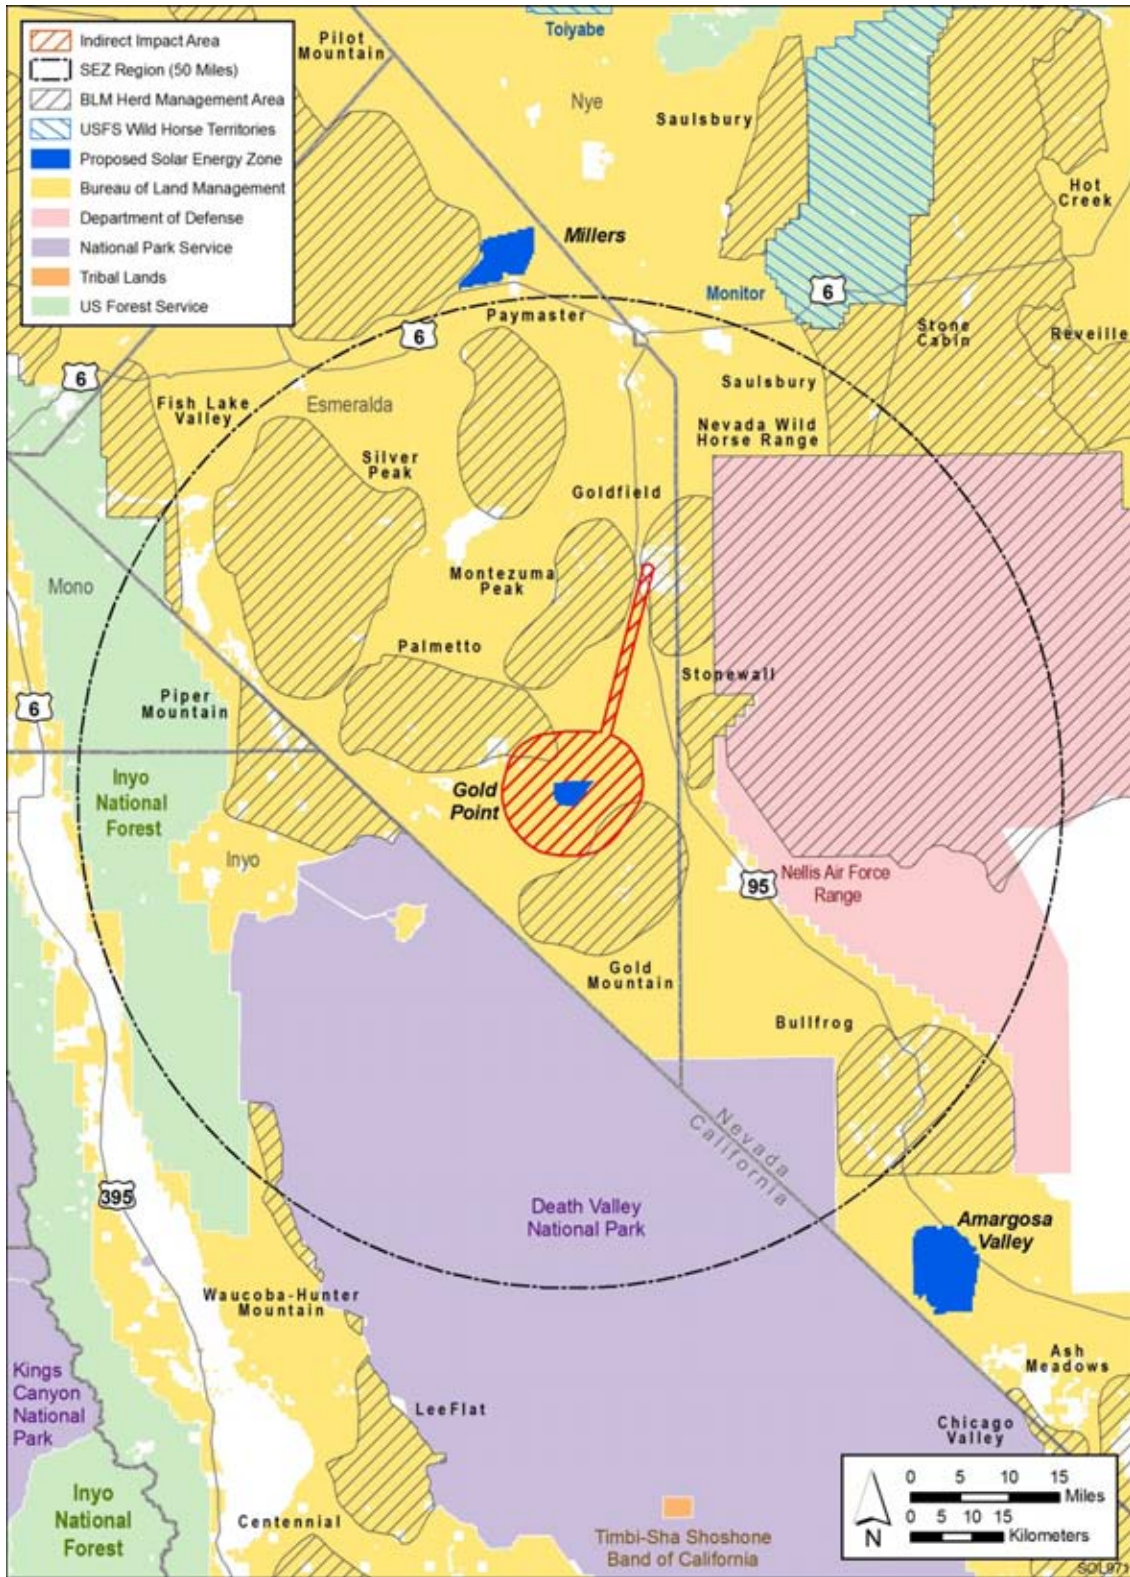 Indirect Impact Area
SEZ Region (50 Miles)
BLM Herd Management Area
USFS Wild Horse Territories
Proposed Solar Energy Zone
Bureau of Land Management
Department of Defense
National Park Service
Tribal Lands
US Forest Service
Pilot
Mountain
Toiyabe
Nye
Saulsbury
Hot
Creek
Millers
Monitor
6
Paymaster
6
Stone
Cabin
Reveille
6
Fish Lake
Valley
Esmeralda
Saulsbury
Silver
Peak
Nevada Wild
Horse Range
Goldfield
Mono
Montezuma
Peak
Palmetto
Stonewall
Piper
Mountain
6
Inyo
National
Forest
Gold
Point
Inyo
95
Nellis Air Force
Range
Gold
Mountain
Bullfrog
Nevada
California
395
Death Valley
National Park
Amargosa
Valley
Waucoba-Hunter
Mountain
Ash
Meadows
Kings
Canyon
National
Park
LeeFlat
Chicago
Valley
Inyo
National
Forest
Centennial
Timbi-Sha Shoshone
Band of California
N
0 5 10 15
Miles
0 5 10 15
Kilometers
SOL971